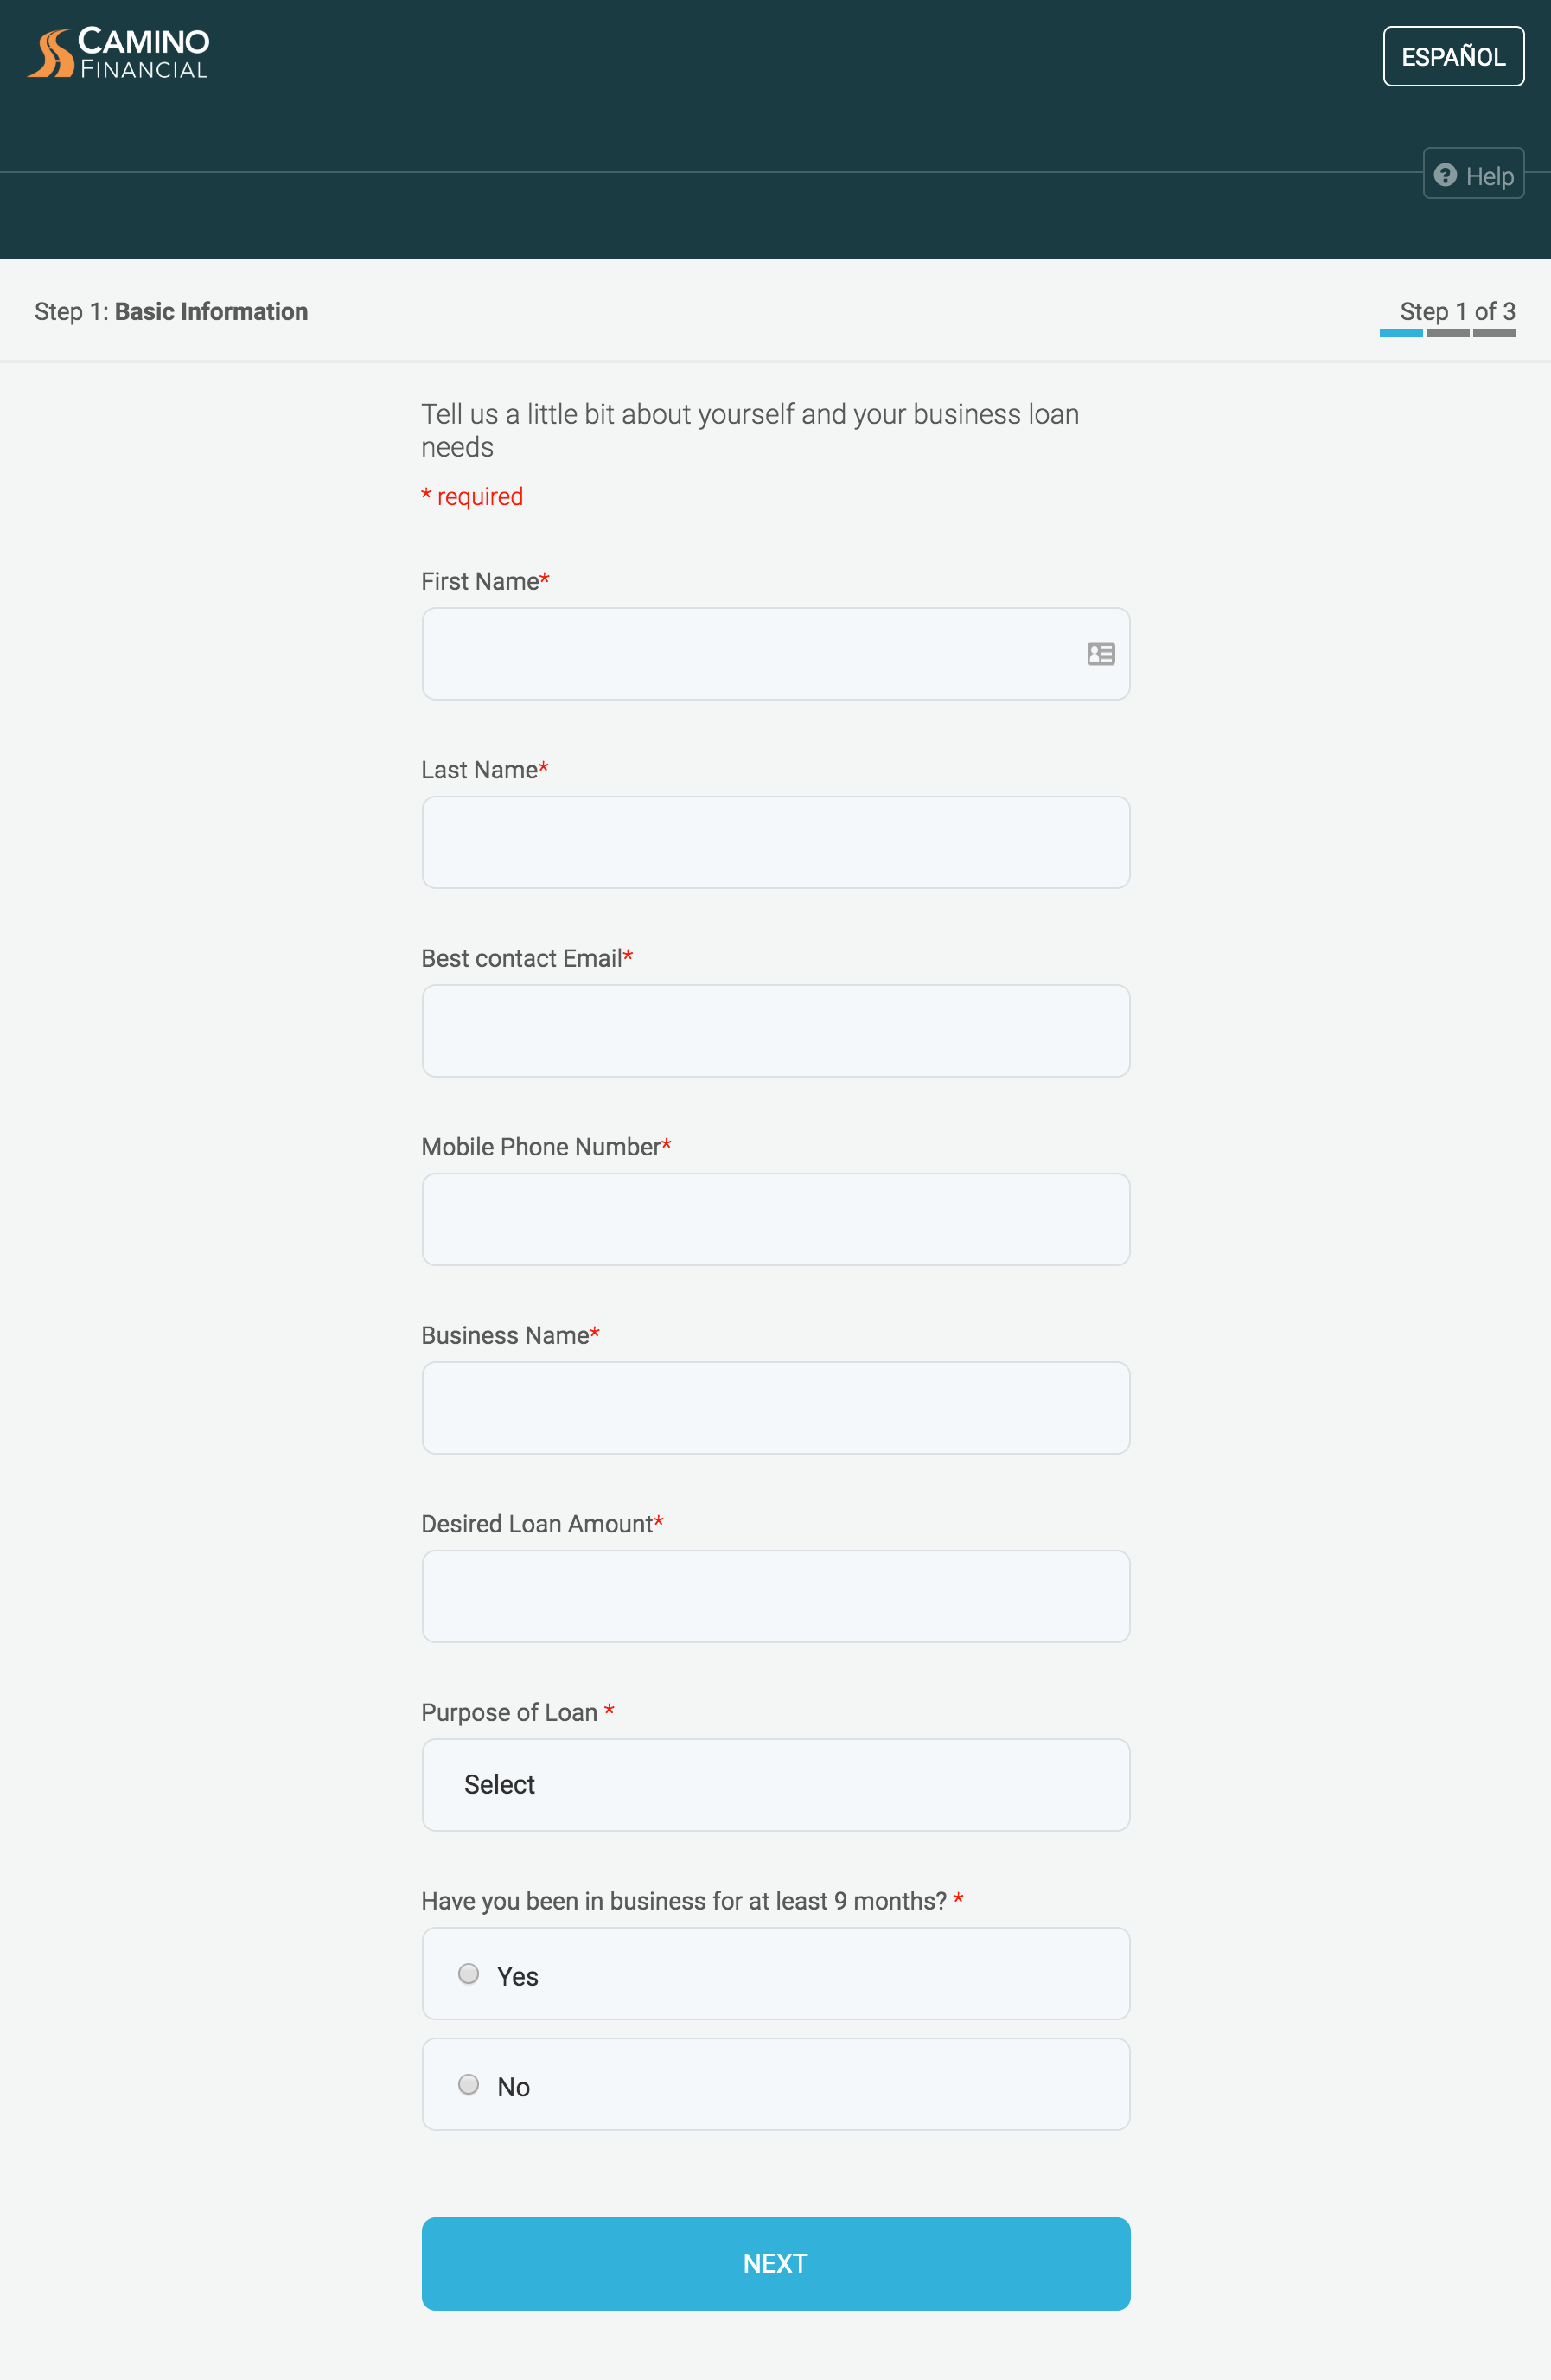 CAMINO
FINANCIAL
ESPAÑOL
Help
Step 1: Basic Information
Step 1 of 3
Tell us a little bit about yourself and your business loan
needs
* required
First Name*
Last Name*
Best contact Email*
Mobile Phone Number*
Business Name*
Desired Loan Amount*
Purpose of Loan *
Select
Have you been in business for at least 9 months? *
Yes
No
NEXT